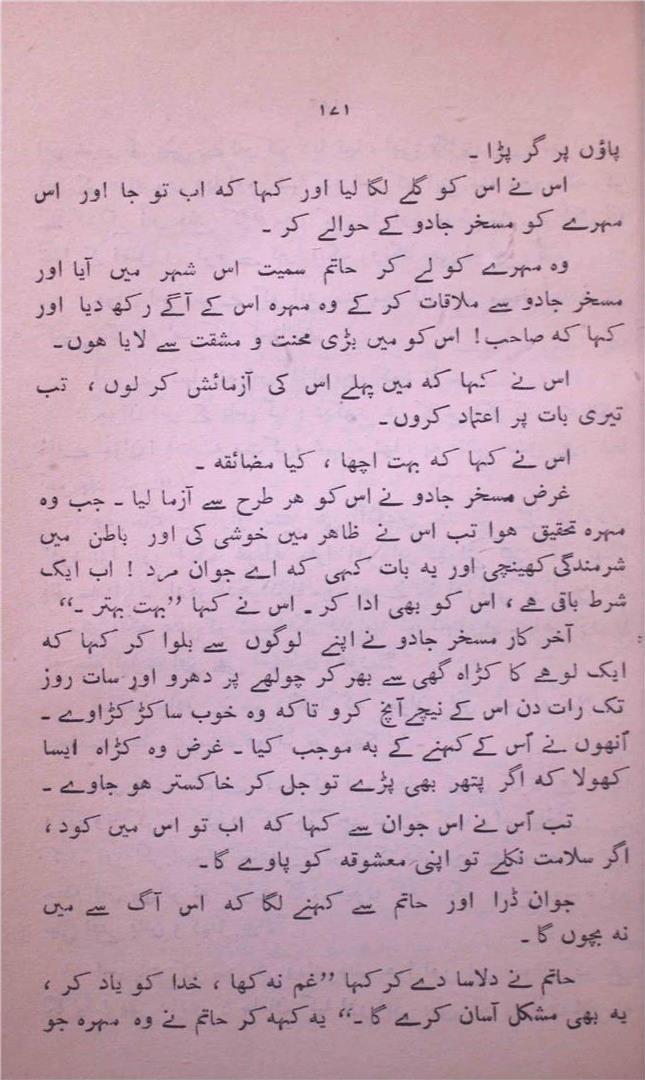 ۱۷۱
پاؤں پر گر پڑا ۔
اس نے اس کو گلے لگا لیا اور کہا کہ اب تو جا اور اس
مہرے کو مسخر جادو کے حوالے کر ۔
وہ مہرے کو لے کر حاتم سمیت اس شہر میں آیا اور
مسخر جادو سے ملاقات کر کے وہ مہرہ اس کے آگے رکھ دیا اور
کہا کہ صاحب ! اس کو میں بڑی محنت و مشقت سے لایا ہوں ۔
اس نے کہا کہ میں پہلے اس کی آزمائش کر لوں ، تب
تیری بات پر اعتماد کروں ۔
اس نے کہا کہ بہت اچھا ، کیا مضائقہ ۔
غرض مسخر جادو نے اس کو ہر طرح سے آزما لیا ۔ جب وہ
مہرہ تحقیق ہوا تب اس نے ظاہر میں خوشی کی اور باطن میں
شرمندگی کھینچی اور یہ بات کہی کہ اے جوان مرد ! اب ایک
شرط باقی ہے ، اس کو بھی ادا کر ۔ اس نے کہا ”بہت بہتر ۔“
آخر کار مسخر جادو نے اپنے لوگوں سے بلوا کر کہا کہ
ایک لوہے کا کڑاہ گھی سے بھر کر چولھے پر دھرو اور سات روز
تک رات دن اس کے نیچے آنچ کرو تاکہ وہ خوب سا کڑکڑاوے ۔
اُنھوں نے اُس کے کہنے کے بہ موجب کیا ۔ غرض وہ کڑاہ ایسا
کھولا کہ اگر پتھر بھی پڑے تو جل کر خاکستر ہو جاوے ۔
تب اُس نے اس جوان سے کہا کہ اب تو اس میں کود ،
اگر سلامت نکلے تو اپنی معشوقہ کو پاوے گا ۔
جوان ڈرا اور حاتم سے کہنے لگا کہ اس آگ سے میں
نہ بچوں گا ۔
حاتم نے دلاسا دے کر کہا ”غم نہ کھا ، خدا کو یاد کر ،
یہ بھی مشکل آسان کرے گا ۔“ یہ کہہ کر حاتم نے وہ مہرہ جو